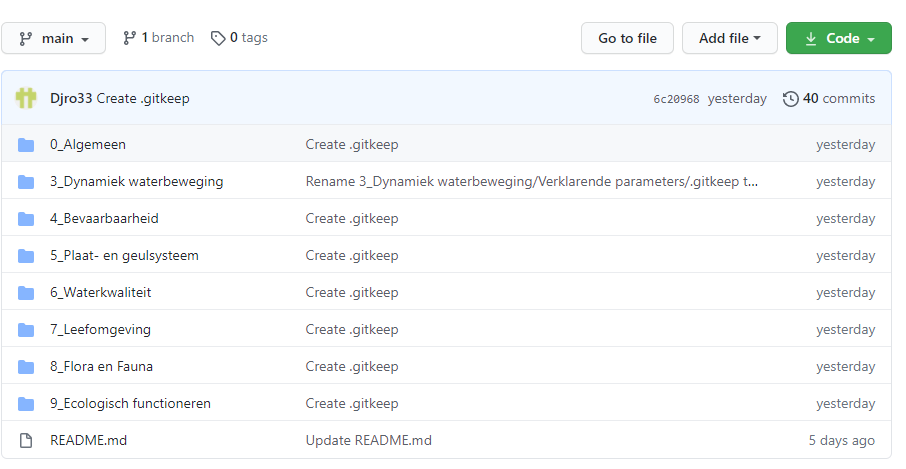 main 1 branch 0 tags Go to file Add file Code
Djro33 Create .gitkeep 6c20968 yesterday 40 commits
0_Algemeen Create .gitkeep yesterday
3_Dynamiek waterbeweging Rename 3_Dynamiek waterbeweging/Verklarende parameters/.gitkeep t... yesterday
4_Bevaarbaarheid Create .gitkeep yesterday
5_Plaat- en geulsysteem Create .gitkeep yesterday
6_Waterkwaliteit Create .gitkeep yesterday
7_Leefomgeving Create .gitkeep yesterday
8_Flora en Fauna Create .gitkeep yesterday
9_Ecologisch functioneren Create .gitkeep yesterday
README.md Update README.md 5 days ago